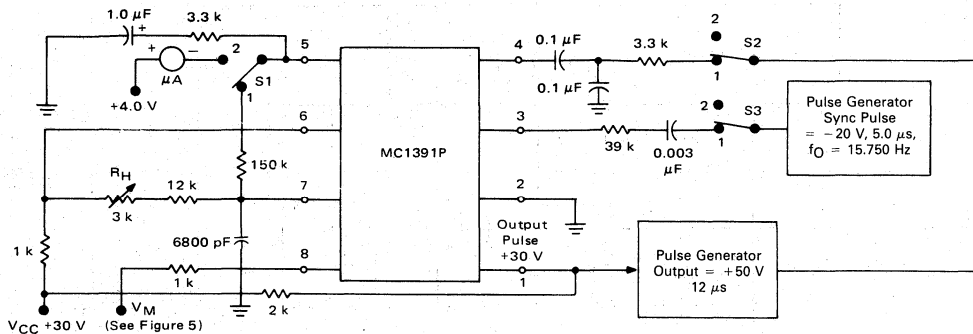 1.0 µF
+
3.3 k
5
+
−
2
µA
S1
1
+4.0 V
6
150 k
RH
3 k
12 k
7
1 k
6800 pF
8
1 k
2 k
VCC +30 V
VM
(See Figure 5)
MC1391P
4
0.1 µF
0.1 µF
3.3 k
2
S2
1
3
39 k
0.003
µF
2
S3
1
Pulse Generator
Sync Pulse
= −20 V, 5.0 µs,
fO = 15.750 Hz
2
Output
Pulse
+30 V
1
Pulse Generator
Output = +50 V
12 µs